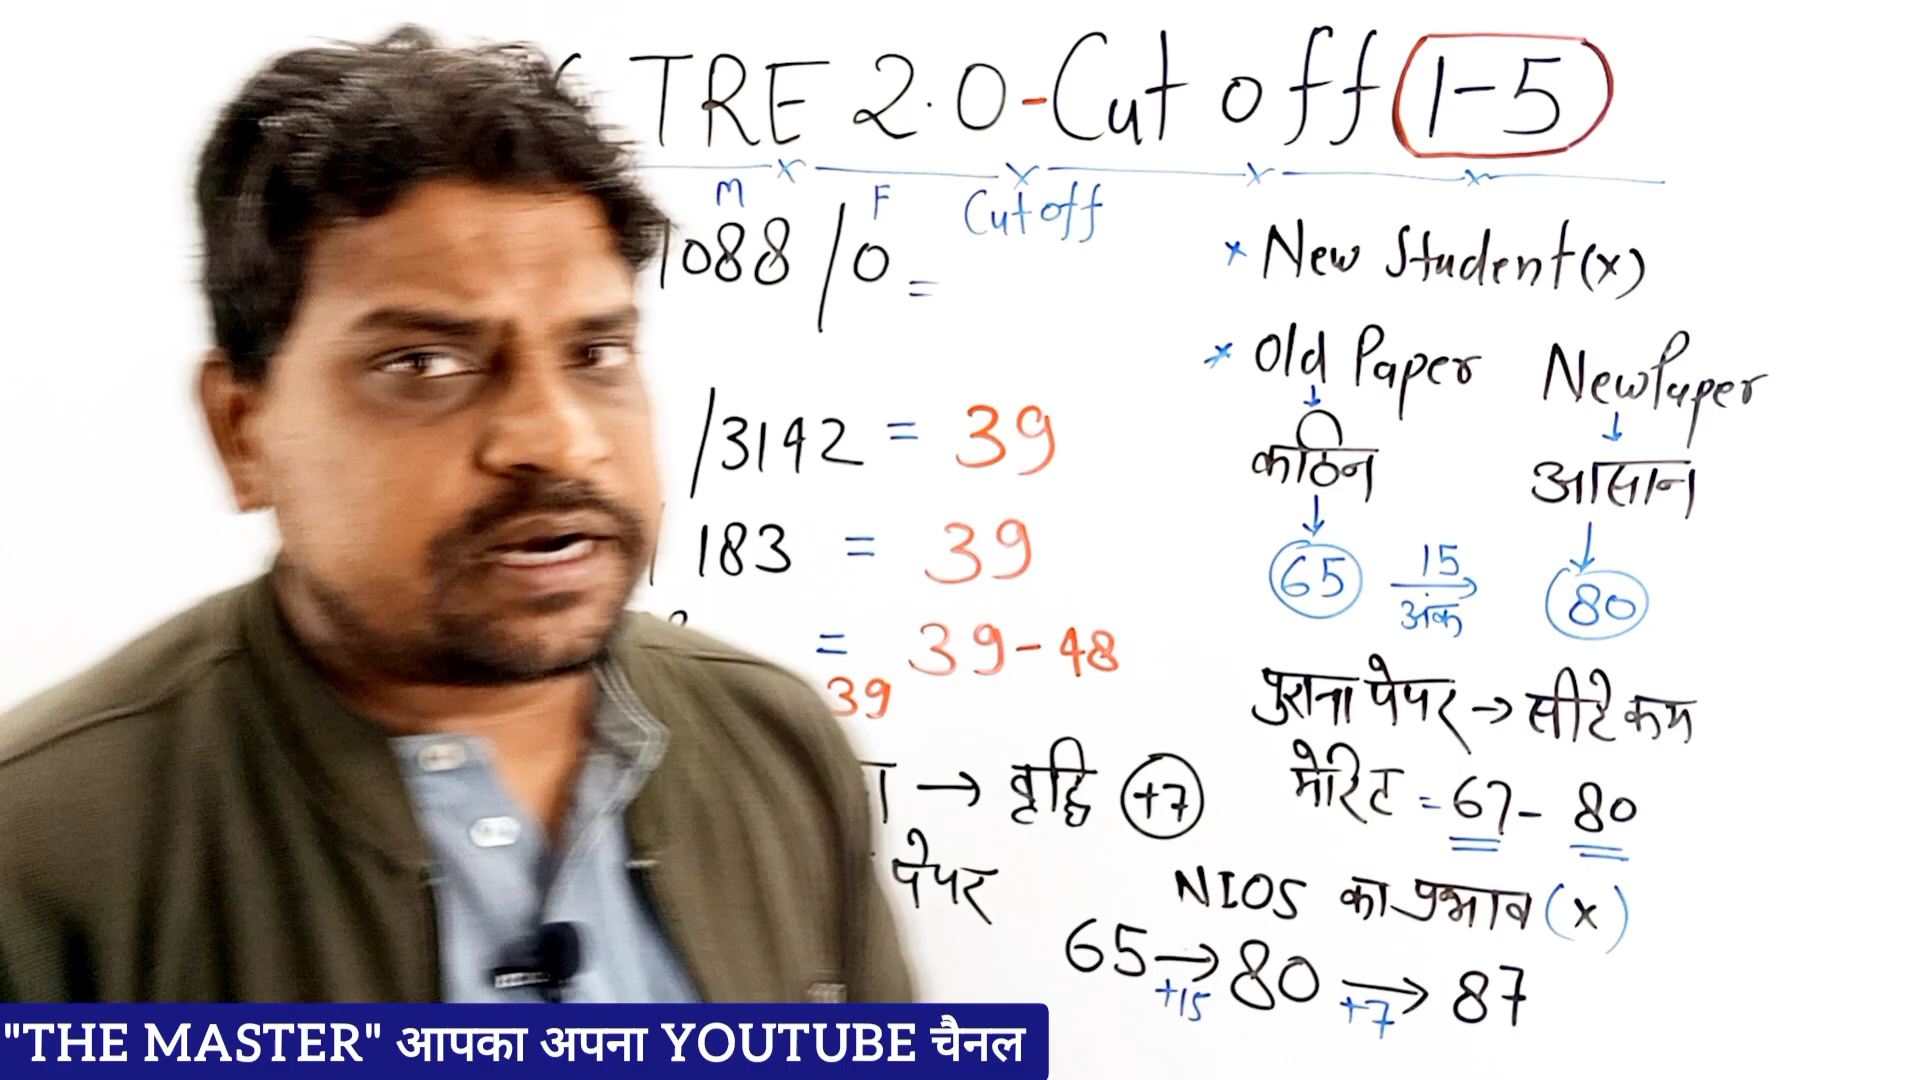 TRE 2.0-Cut off 1-5
M F Cutoff
1088/0 =
/3192 = 39
183 = 39
= 39-48
39
→ वृद्धि +7
पेपर
* New Student(x)
* Old Paper New Paper
कठिन आसान
65 15 अंक 80
पुराना पेपर → सीटे कम
मेरिट = 67-80
NIOS का प्रभाव (x)
65 → +15 80 → +7 87
"THE MASTER" आपका अपना YOUTUBE चैनल